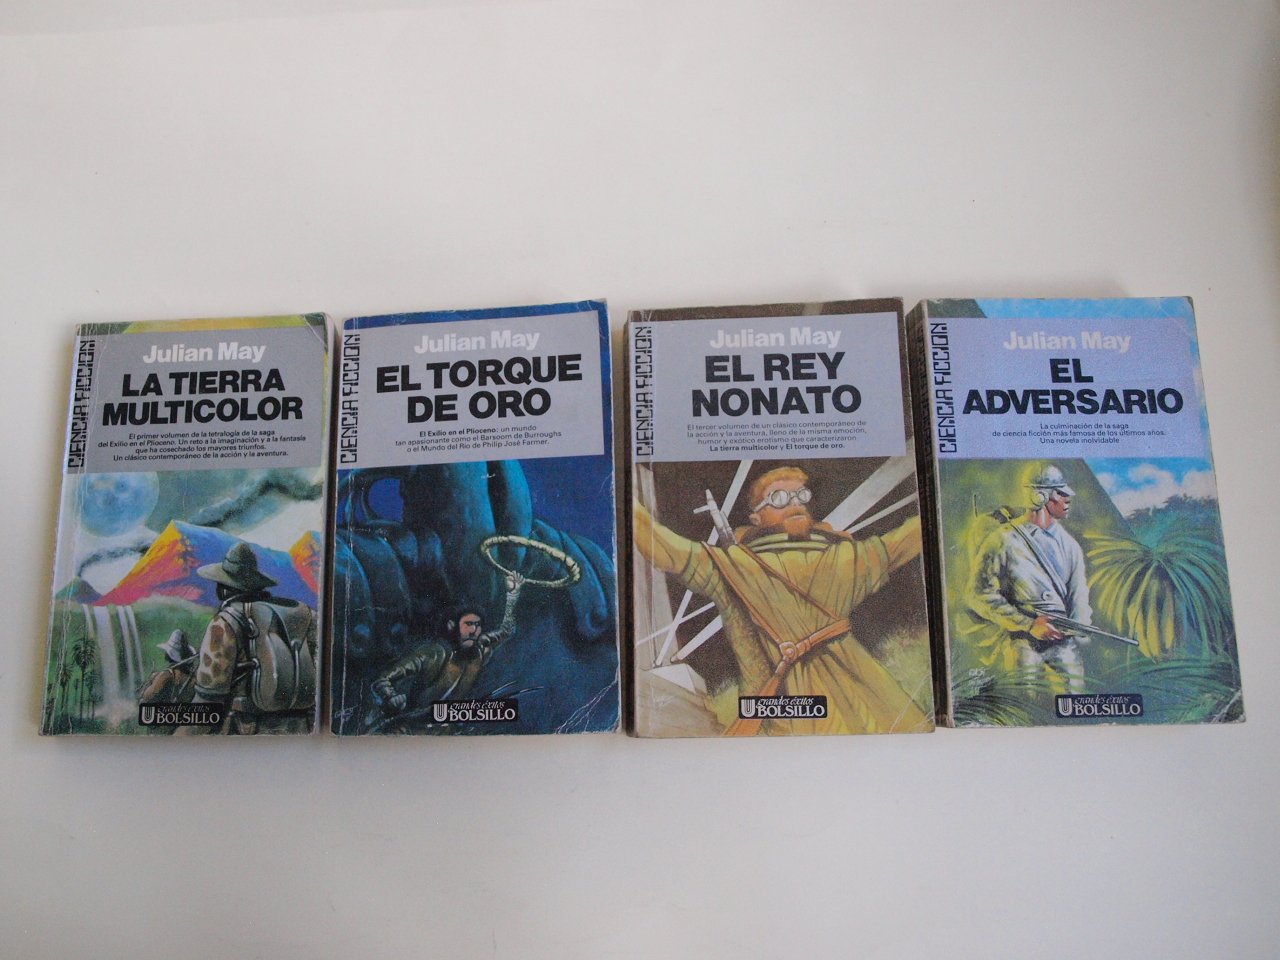 CIENCIA FICCION
Julian May
LA TIERRA
MULTICOLOR
El primer volumen de la tetralogía de la saga
del Exilio en el Plioceno. Un reto a la imaginación y a la fantasía
que ha cosechado los mayores triunfos.
Un clásico contemporáneo de la acción y la aventura.
U grandes éxitos
BOLSILLO
CIENCIA FICCION
Julian May
EL TORQUE
DE ORO
El Exilio en el Plioceno: un mundo
tan apasionante como el Barsoom de Burroughs
o el Mundo del Río de Philip José Farmer.
U grandes éxitos
BOLSILLO
CIENCIA FICCION
Julian May
EL REY
NONATO
El tercer volumen de un clásico contemporáneo de
la acción y la aventura, lleno de la misma emoción,
humor y exótico erotismo que caracterizaron
La tierra multicolor y El torque de oro.
U grandes éxitos
BOLSILLO
CIENCIA FICCION
Julian May
EL
ADVERSARIO
La culminación de la saga
de ciencia ficción más famosa de los últimos años.
Una novela inolvidable
U grandes éxitos
BOLSILLO